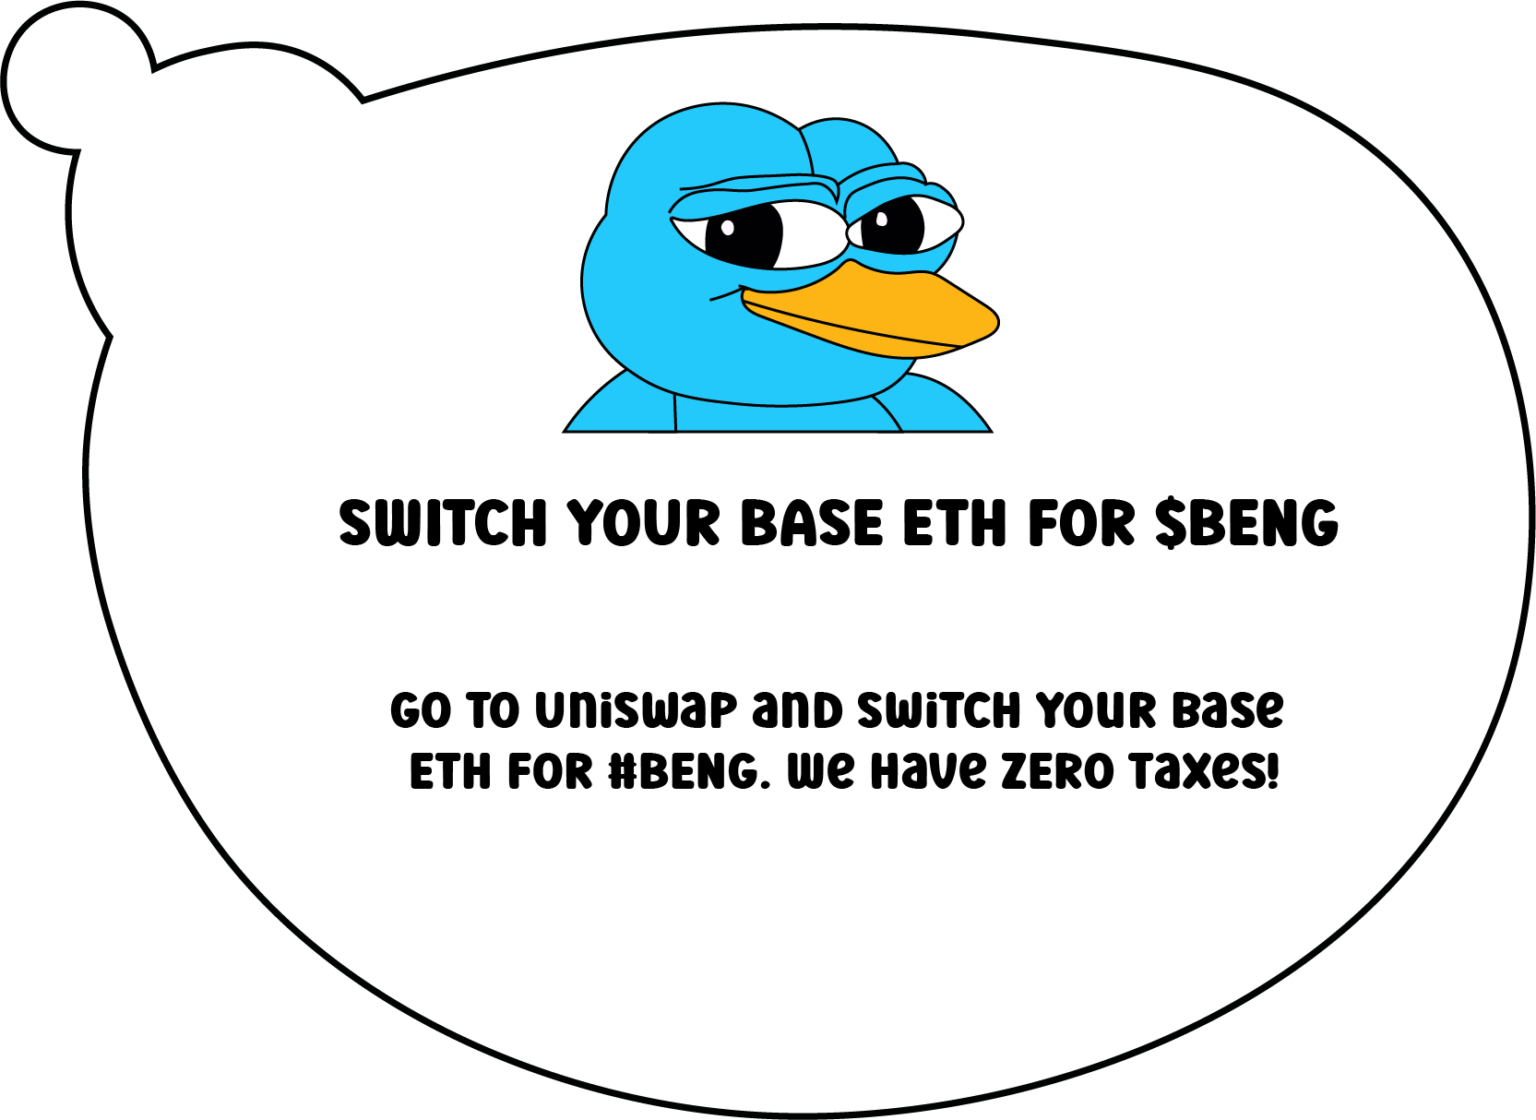 SWITCH YOUR BASE ETH FOR $BENG
GO TO UniSWaP anD SWiTCH YOUR Base
ETH FOR #BENG. We Have ZERO Taxes!